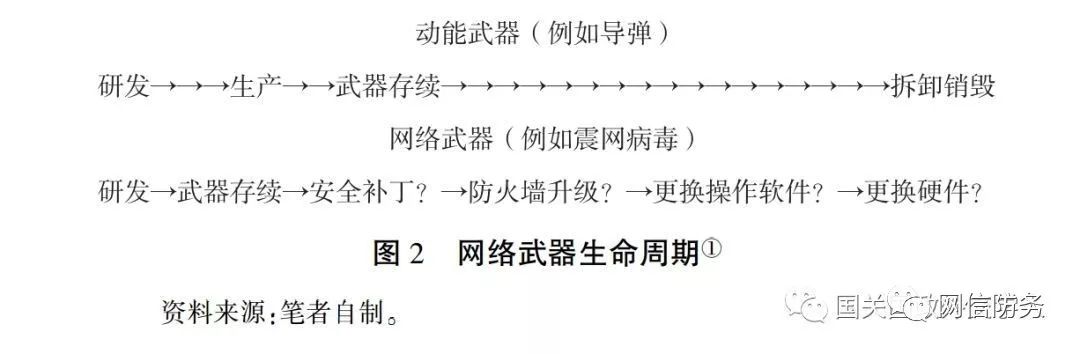 动能武器（例如导弹）
研发→→→生产→→武器存续→→→→→→→→→→→→→→→→拆卸销毁
网络武器（例如震网病毒）
研发→武器存续→安全补丁？→防火墙升级？→更换操作软件？→更换硬件？
图2 网络武器生命周期①
资料来源：笔者自制。
国关 网信防务